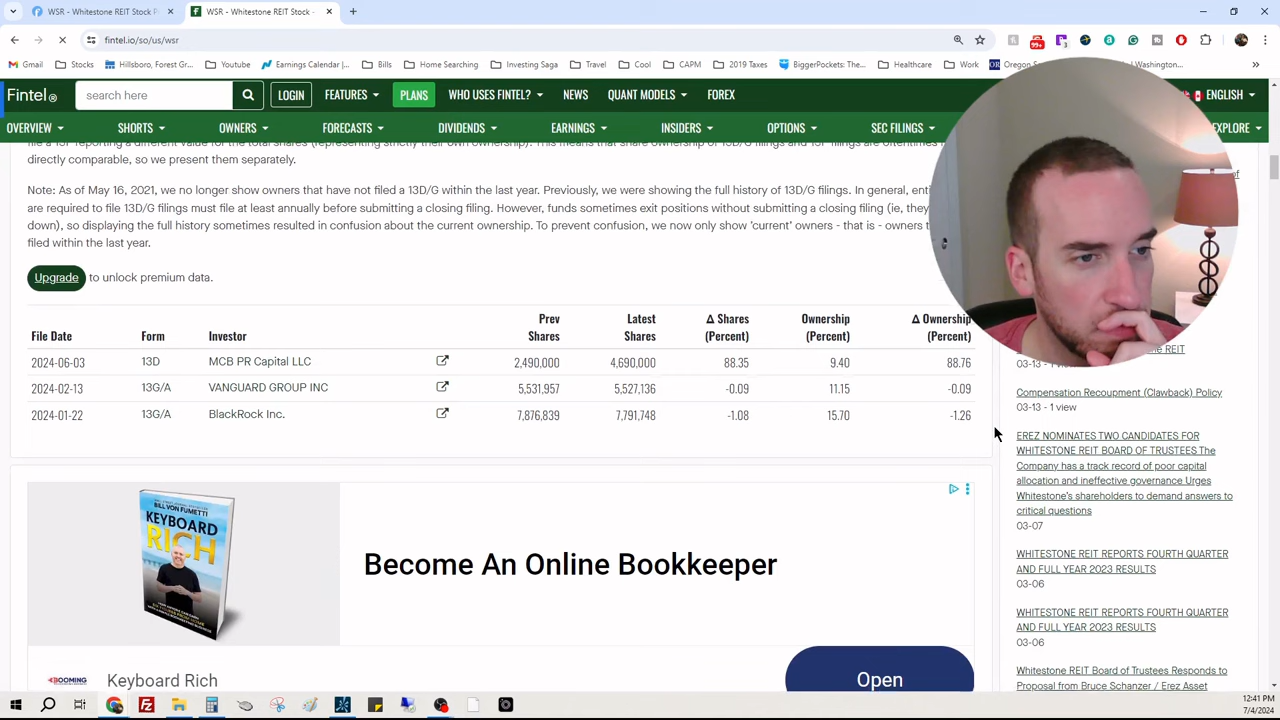 WSR - Whitestone REIT Stock P
WSR - Whitestone REIT Stock -
fintel.io/so/us/wsr
99+
3
Gmail
Stocks
Hillsboro, Forest Gr...
Youtube
Earnings Calendar |...
Bills
Home Searching
Investing Saga
Travel
Cool
CAPM
2019 Taxes
BiggerPockets: The...
Healthcare
Work
Oregon
Washington...
Fintel
search here
LOGIN
FEATURES
PLANS
WHO USES FINTEL?
NEWS
QUANT MODELS
FOREX
ENGLISH
OVERVIEW
SHORTS
OWNERS
FORECASTS
DIVIDENDS
EARNINGS
INSIDERS
OPTIONS
SEC FILINGS
EXPLORE
directly comparable, so we present them separately.
of
Note: As of May 16, 2021, we no longer show owners that have not filed a 13D/G within the last year. Previously, we were showing the full history of 13D/G filings. In general, enti
are required to file 13D/G filings must file at least annually before submitting a closing filing. However, funds sometimes exit positions without submitting a closing filing (ie, they
down), so displaying the full history sometimes resulted in confusion about the current ownership. To prevent confusion, we now only show 'current' owners - that is - owners t
filed within the last year.
Upgrade to unlock premium data.
File Date
Form
Investor
Prev Shares
Latest Shares
Δ Shares (Percent)
Ownership (Percent)
Δ Ownership (Percent)
2024-06-03 13D MCB PR Capital LLC 2,490,000 4,690,000 88.35 9.40 88.76
2024-02-13 13G/A VANGUARD GROUP INC 5,531,957 5,527,136 -0.09 11.15 -0.09
2024-01-22 13G/A BlackRock Inc. 7,876,839 7,791,748 -1.08 15.70 -1.26
the REIT
03-13 - 1 view
Compensation Recoupment (Clawback) Policy
03-13 - 1 view
EREZ NOMINATES TWO CANDIDATES FOR
WHITESTONE REIT BOARD OF TRUSTEES The
Company has a track record of poor capital
allocation and ineffective governance Urges
Whitestone's shareholders to demand answers to
critical questions
03-07
WHITESTONE REIT REPORTS FOURTH QUARTER
AND FULL YEAR 2023 RESULTS
03-06
WHITESTONE REIT REPORTS FOURTH QUARTER
AND FULL YEAR 2023 RESULTS
03-06
Whitestone REIT Board of Trustees Responds to
Proposal from Bruce Schanzer / Erez Asset
BILL VON FUMETTI
KEYBOARD
RICH
Become An Online Bookkeeper
BOOMING
Keyboard Rich
Open
12:41 PM
7/4/2024